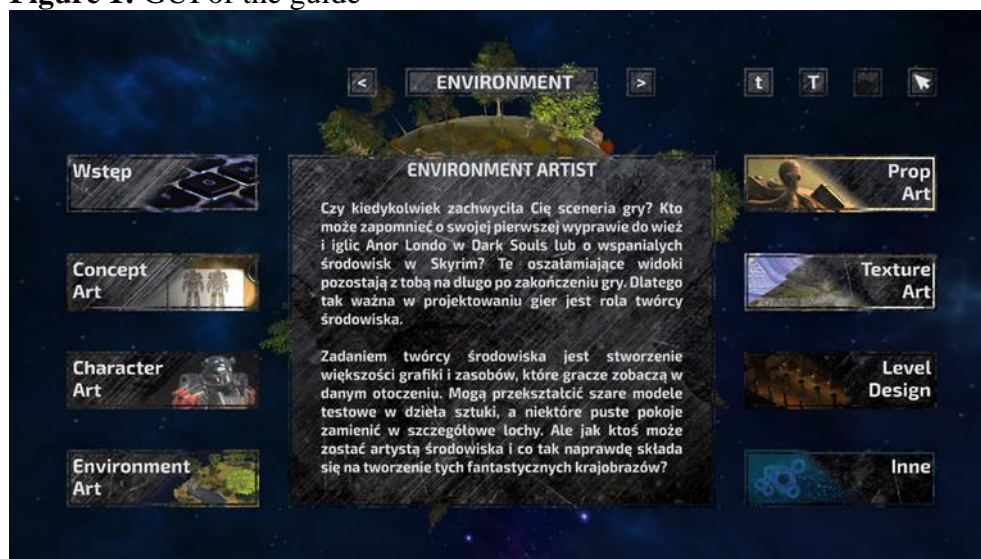 Figure 1: GUI of the guide
< ENVIRONMENT > t T
Wstęp
Concept
Art
Character
Art
Environment
Art
ENVIRONMENT ARTIST
Czy kiedykolwiek zachwyciła Cię sceneria gry? Kto
może zapomnieć o swojej pierwszej wyprawie do wież
i iglic Anor Londo w Dark Souls lub o wspaniałych
środowisk w Skyrim? Te oszałamiające widoki
pozostają z tobą na długo po zakończeniu gry. Dlatego
tak ważna w projektowaniu gier jest rola twórcy
środowiska.
Zadaniem twórcy środowiska jest stworzenie
większości grafiki i zasobów, które gracze zobaczą w
danym otoczeniu. Mogą przekształcić szare modele
testowe w dzieła sztuki, a niektóre puste pokoje
zamienić w szczegółowe lochy. Ale jak ktoś może
zostać artystą środowiska i co tak naprawdę składa
się na tworzenie tych fantastycznych krajobrazów?
Prop
Art
Texture
Art
Level
Design
Inne